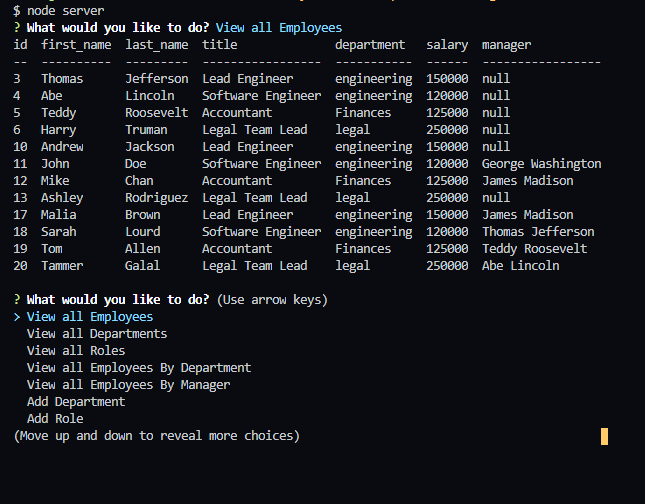 $ node server
? What would you like to do? View all Employees
id  first_name  last_name  title              department   salary  manager
--  ----------  ---------  -----------------  -----------  ------  -----------------
3   Thomas      Jefferson  Lead Engineer      engineering  150000  null
4   Abe         Lincoln    Software Engineer  engineering  120000  null
5   Teddy       Roosevelt  Accountant         Finances     125000  null
6   Harry       Truman     Legal Team Lead    legal        250000  null
10  Andrew      Jackson    Lead Engineer      engineering  150000  null
11  John        Doe        Software Engineer  engineering  120000  George Washington
12  Mike        Chan       Accountant         Finances     125000  James Madison
13  Ashley      Rodriguez  Legal Team Lead    legal        250000  null
17  Malia       Brown      Lead Engineer      engineering  150000  James Madison
18  Sarah       Lourd      Software Engineer  engineering  120000  Thomas Jefferson
19  Tom         Allen      Accountant         Finances     125000  Teddy Roosevelt
20  Tammer      Galal      Legal Team Lead    legal        250000  Abe Lincoln
? What would you like to do? (Use arrow keys)
> View all Employees
  View all Departments
  View all Roles
  View all Employees By Department
  View all Employees By Manager
  Add Department
  Add Role
(Move up and down to reveal more choices)